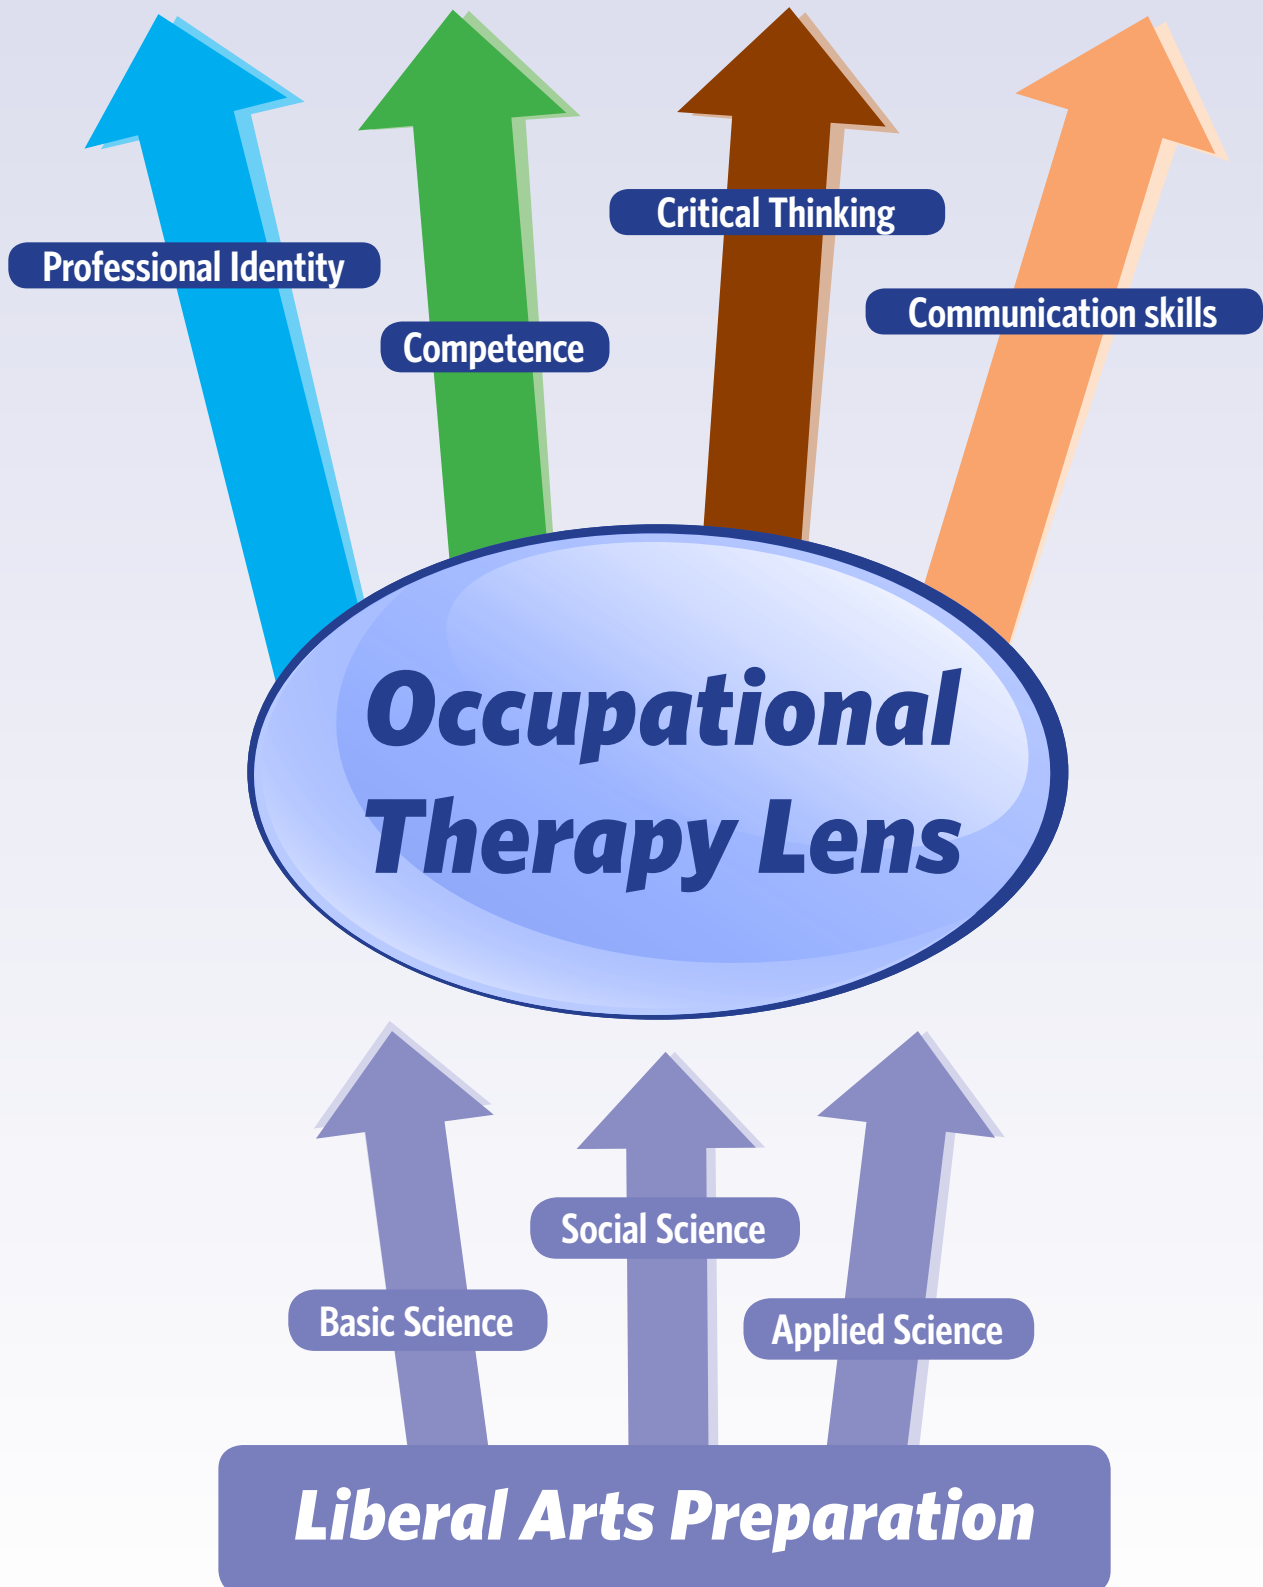 Critical Thinking
Professional Identity
Communication skills
Competence
Occupational
Therapy Lens
Social Science
Basic Science
Applied Science
Liberal Arts Preparation